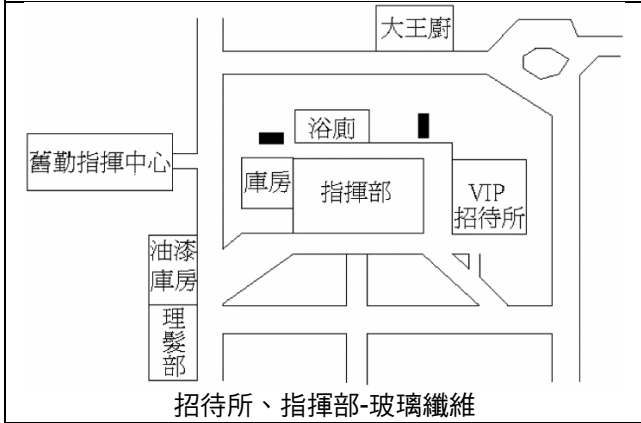 大王廚
浴廁
舊勤指揮中心
庫房
指揮部
VIP
招待所
油漆
庫房
理
髮
部
招待所、指揮部-玻璃纖維